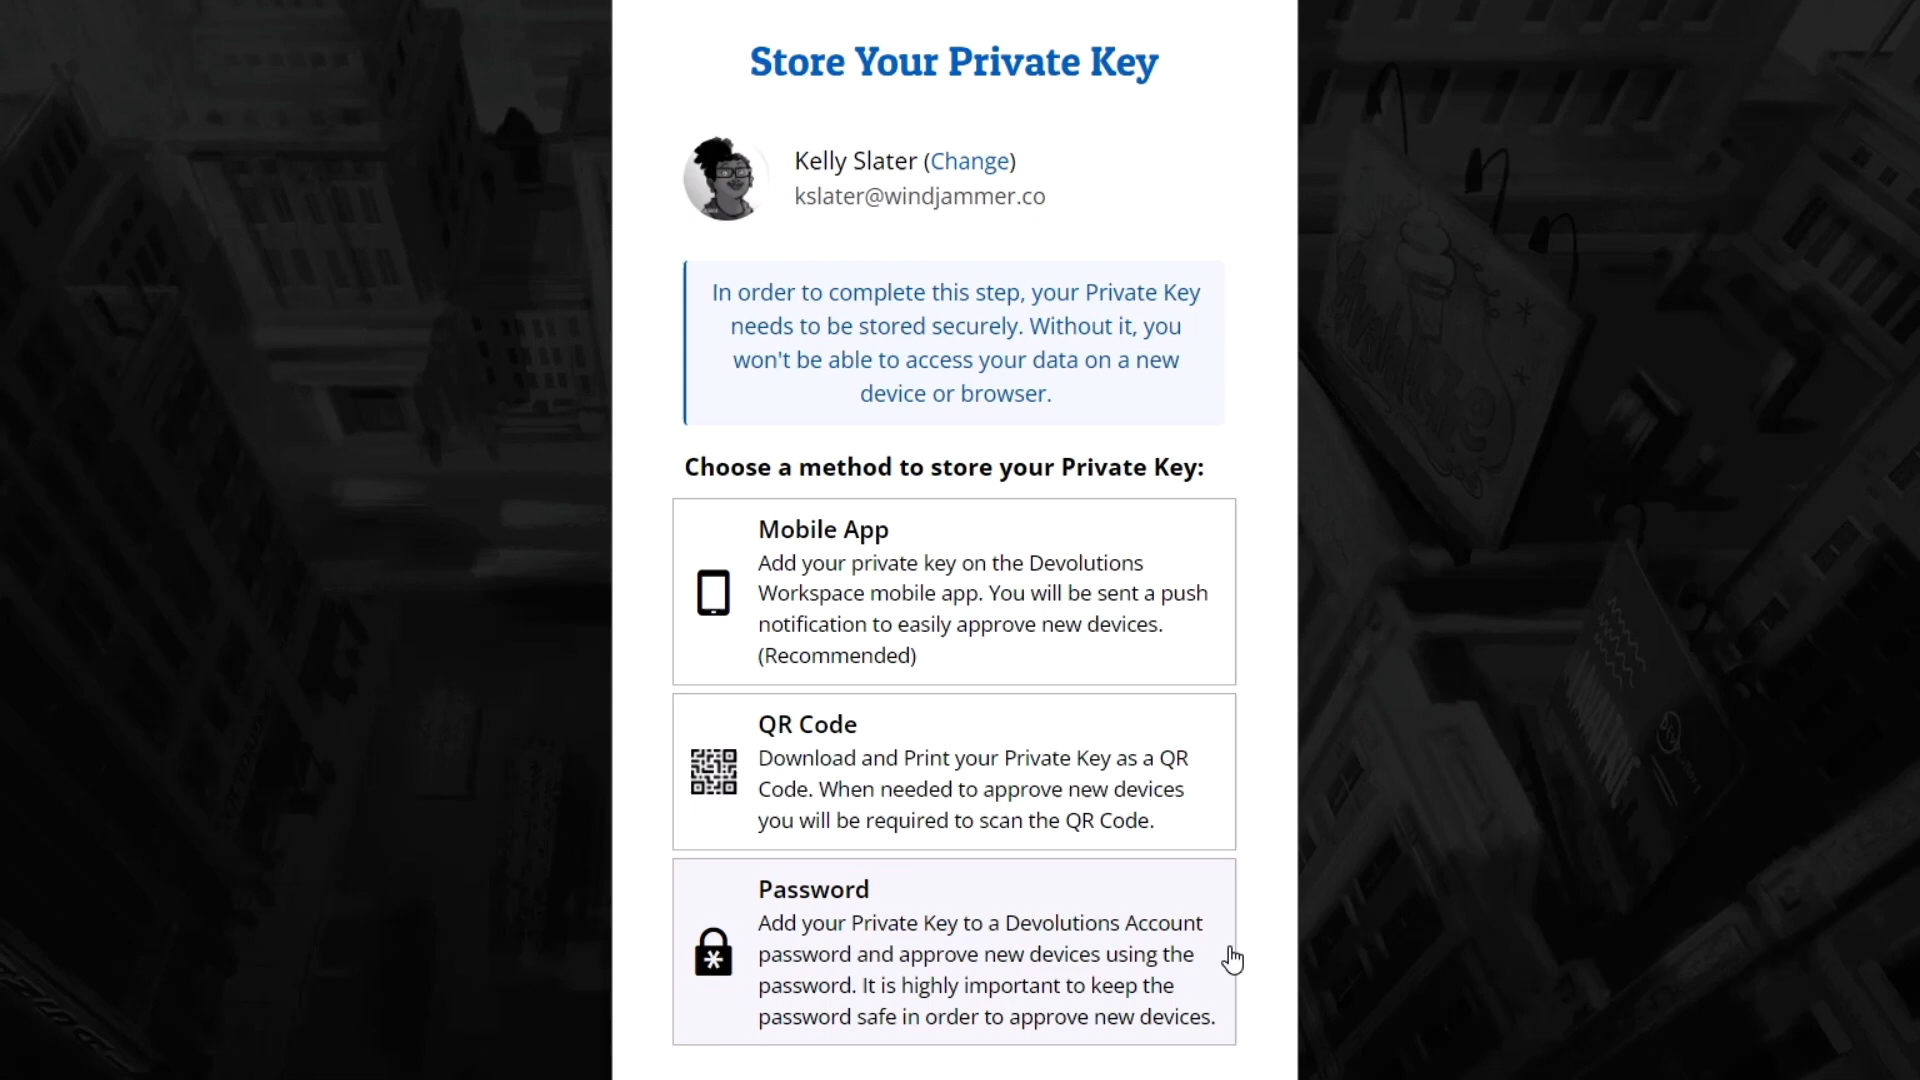 Store Your Private Key
Kelly Slater (Change)
kslater@windjammer.co
In order to complete this step, your Private Key
needs to be stored securely. Without it, you
won't be able to access your data on a new
device or browser.
Choose a method to store your Private Key:
Mobile App
Add your private key on the Devolutions
Workspace mobile app. You will be sent a push
notification to easily approve new devices.
(Recommended)
QR Code
Download and Print your Private Key as a QR
Code. When needed to approve new devices
you will be required to scan the QR Code.
Password
Add your Private Key to a Devolutions Account
password and approve new devices using the
password. It is highly important to keep the
password safe in order to approve new devices.